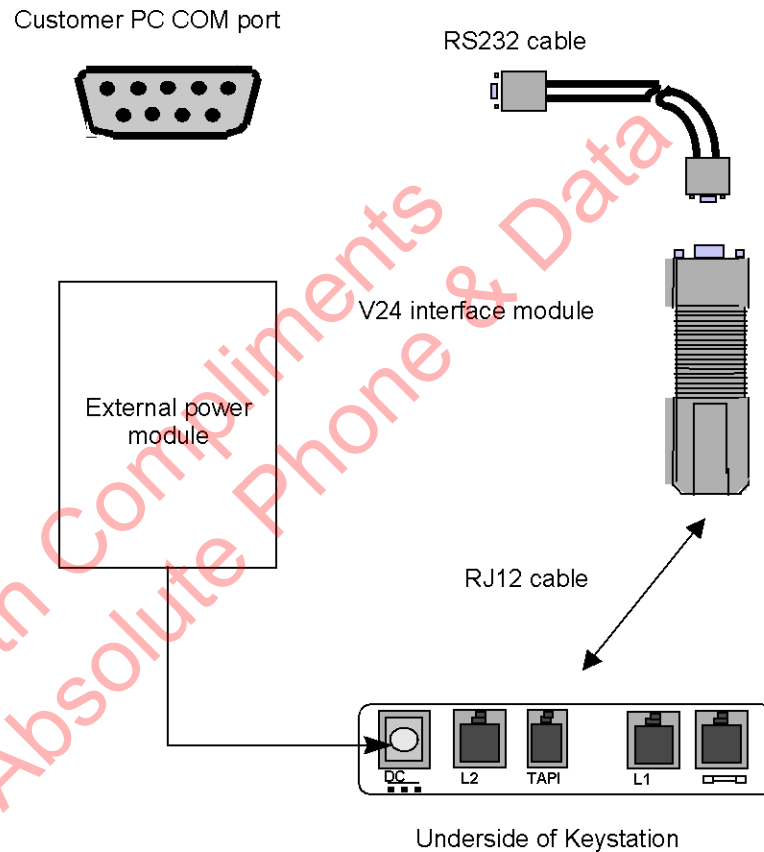 Customer PC COM port
RS232 cable
V24 interface module
External power
module
RJ12 cable
DC
L2
TAPI
L1
Underside of Keystation
Compliments
Absolute Phone & Data